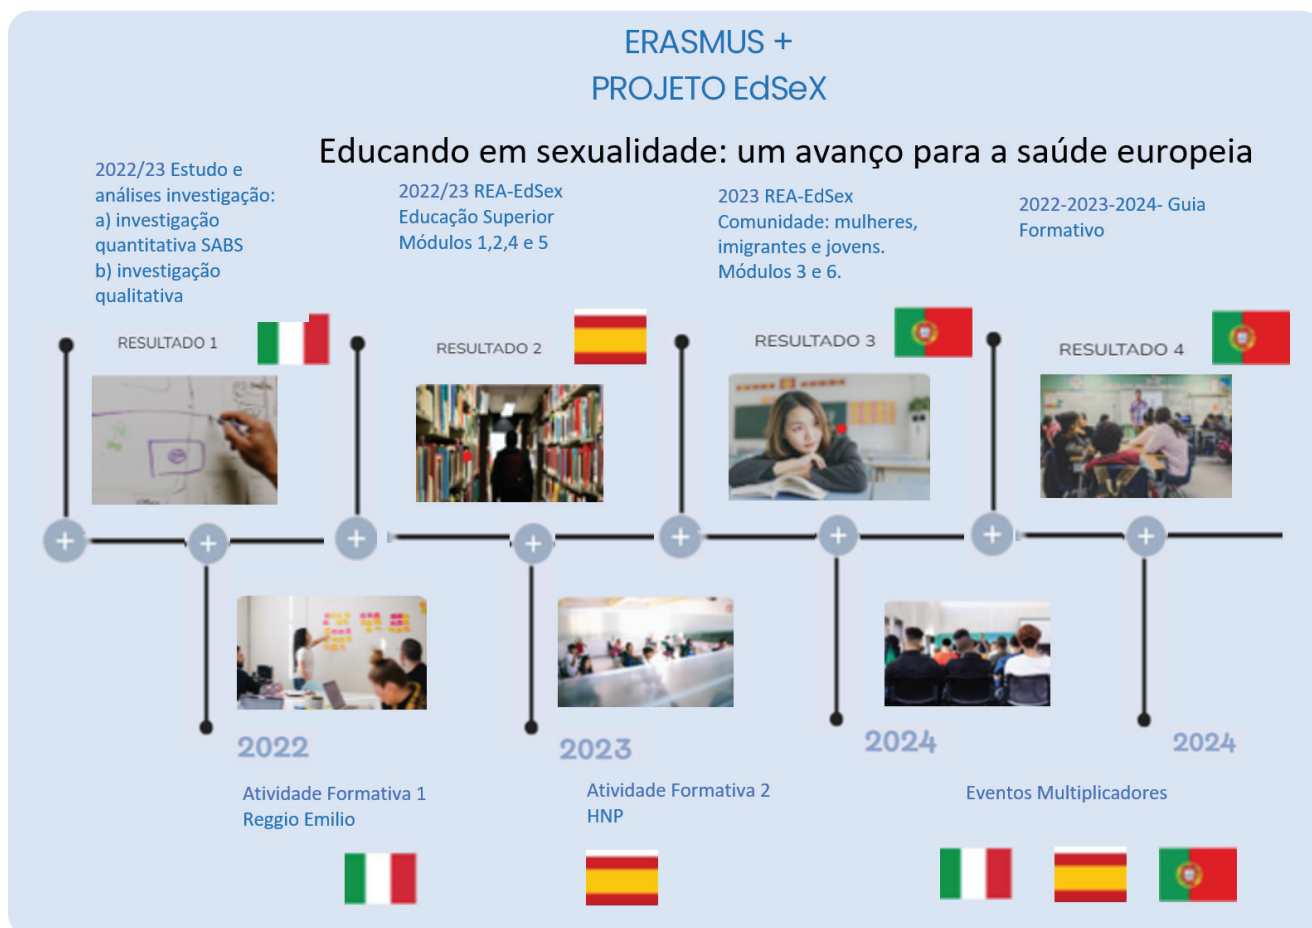 ERASMUS +
PROJETO EdSeX
Educando em sexualidade: um avanço para a saúde europeia
2022/23 Estudo e
análises investigação:
a) investigação
quantitativa SABS
b) investigação
qualitativa
2022/23 REA-EdSex
Educação Superior
Módulos 1,2,4 e 5
2023 REA-EdSex
Comunidade: mulheres,
imigrantes e jovens.
Módulos 3 e 6.
2022-2023-2024- Guia
Formativo
RESULTADO 1
RESULTADO 2
RESULTADO 3
RESULTADO 4
2022
2023
2024
2024
Atividade Formativa 1
Reggio Emilio
Atividade Formativa 2
HNP
Eventos Multiplicadores